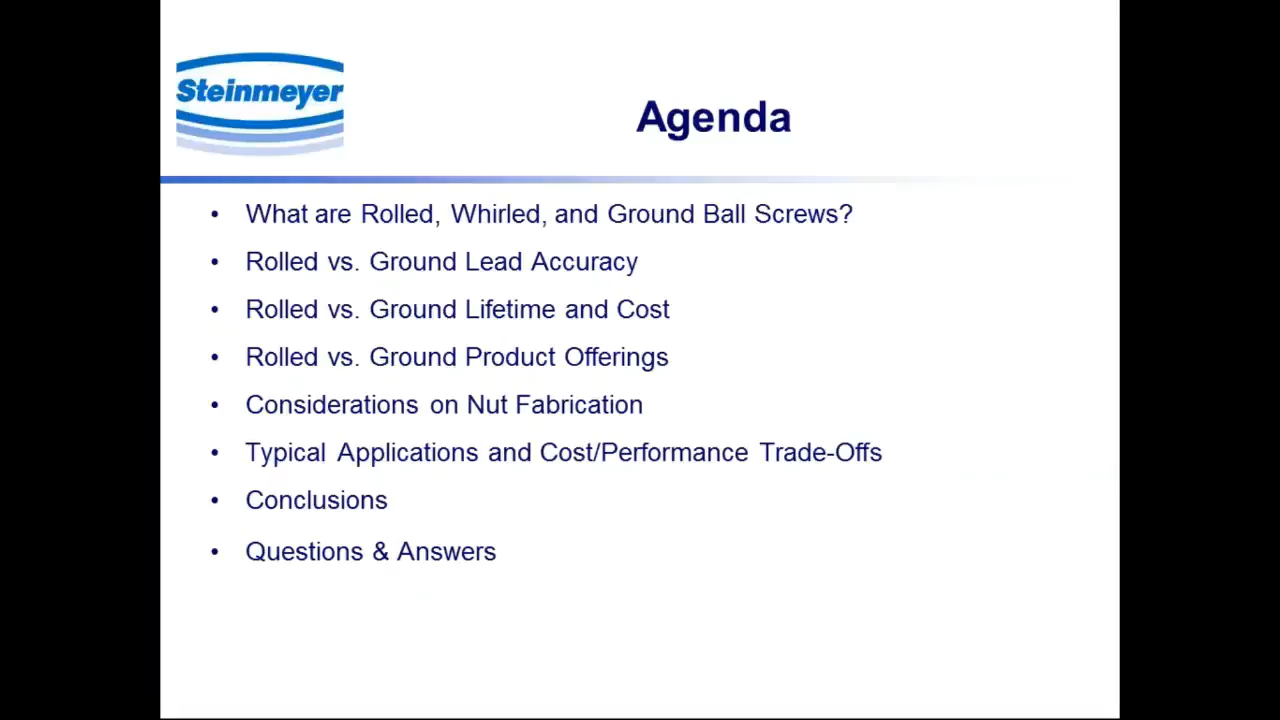 Steinmeyer
Agenda
• What are Rolled, Whirled, and Ground Ball Screws?
• Rolled vs. Ground Lead Accuracy
• Rolled vs. Ground Lifetime and Cost
• Rolled vs. Ground Product Offerings
• Considerations on Nut Fabrication
• Typical Applications and Cost/Performance Trade-Offs
• Conclusions
• Questions & Answers